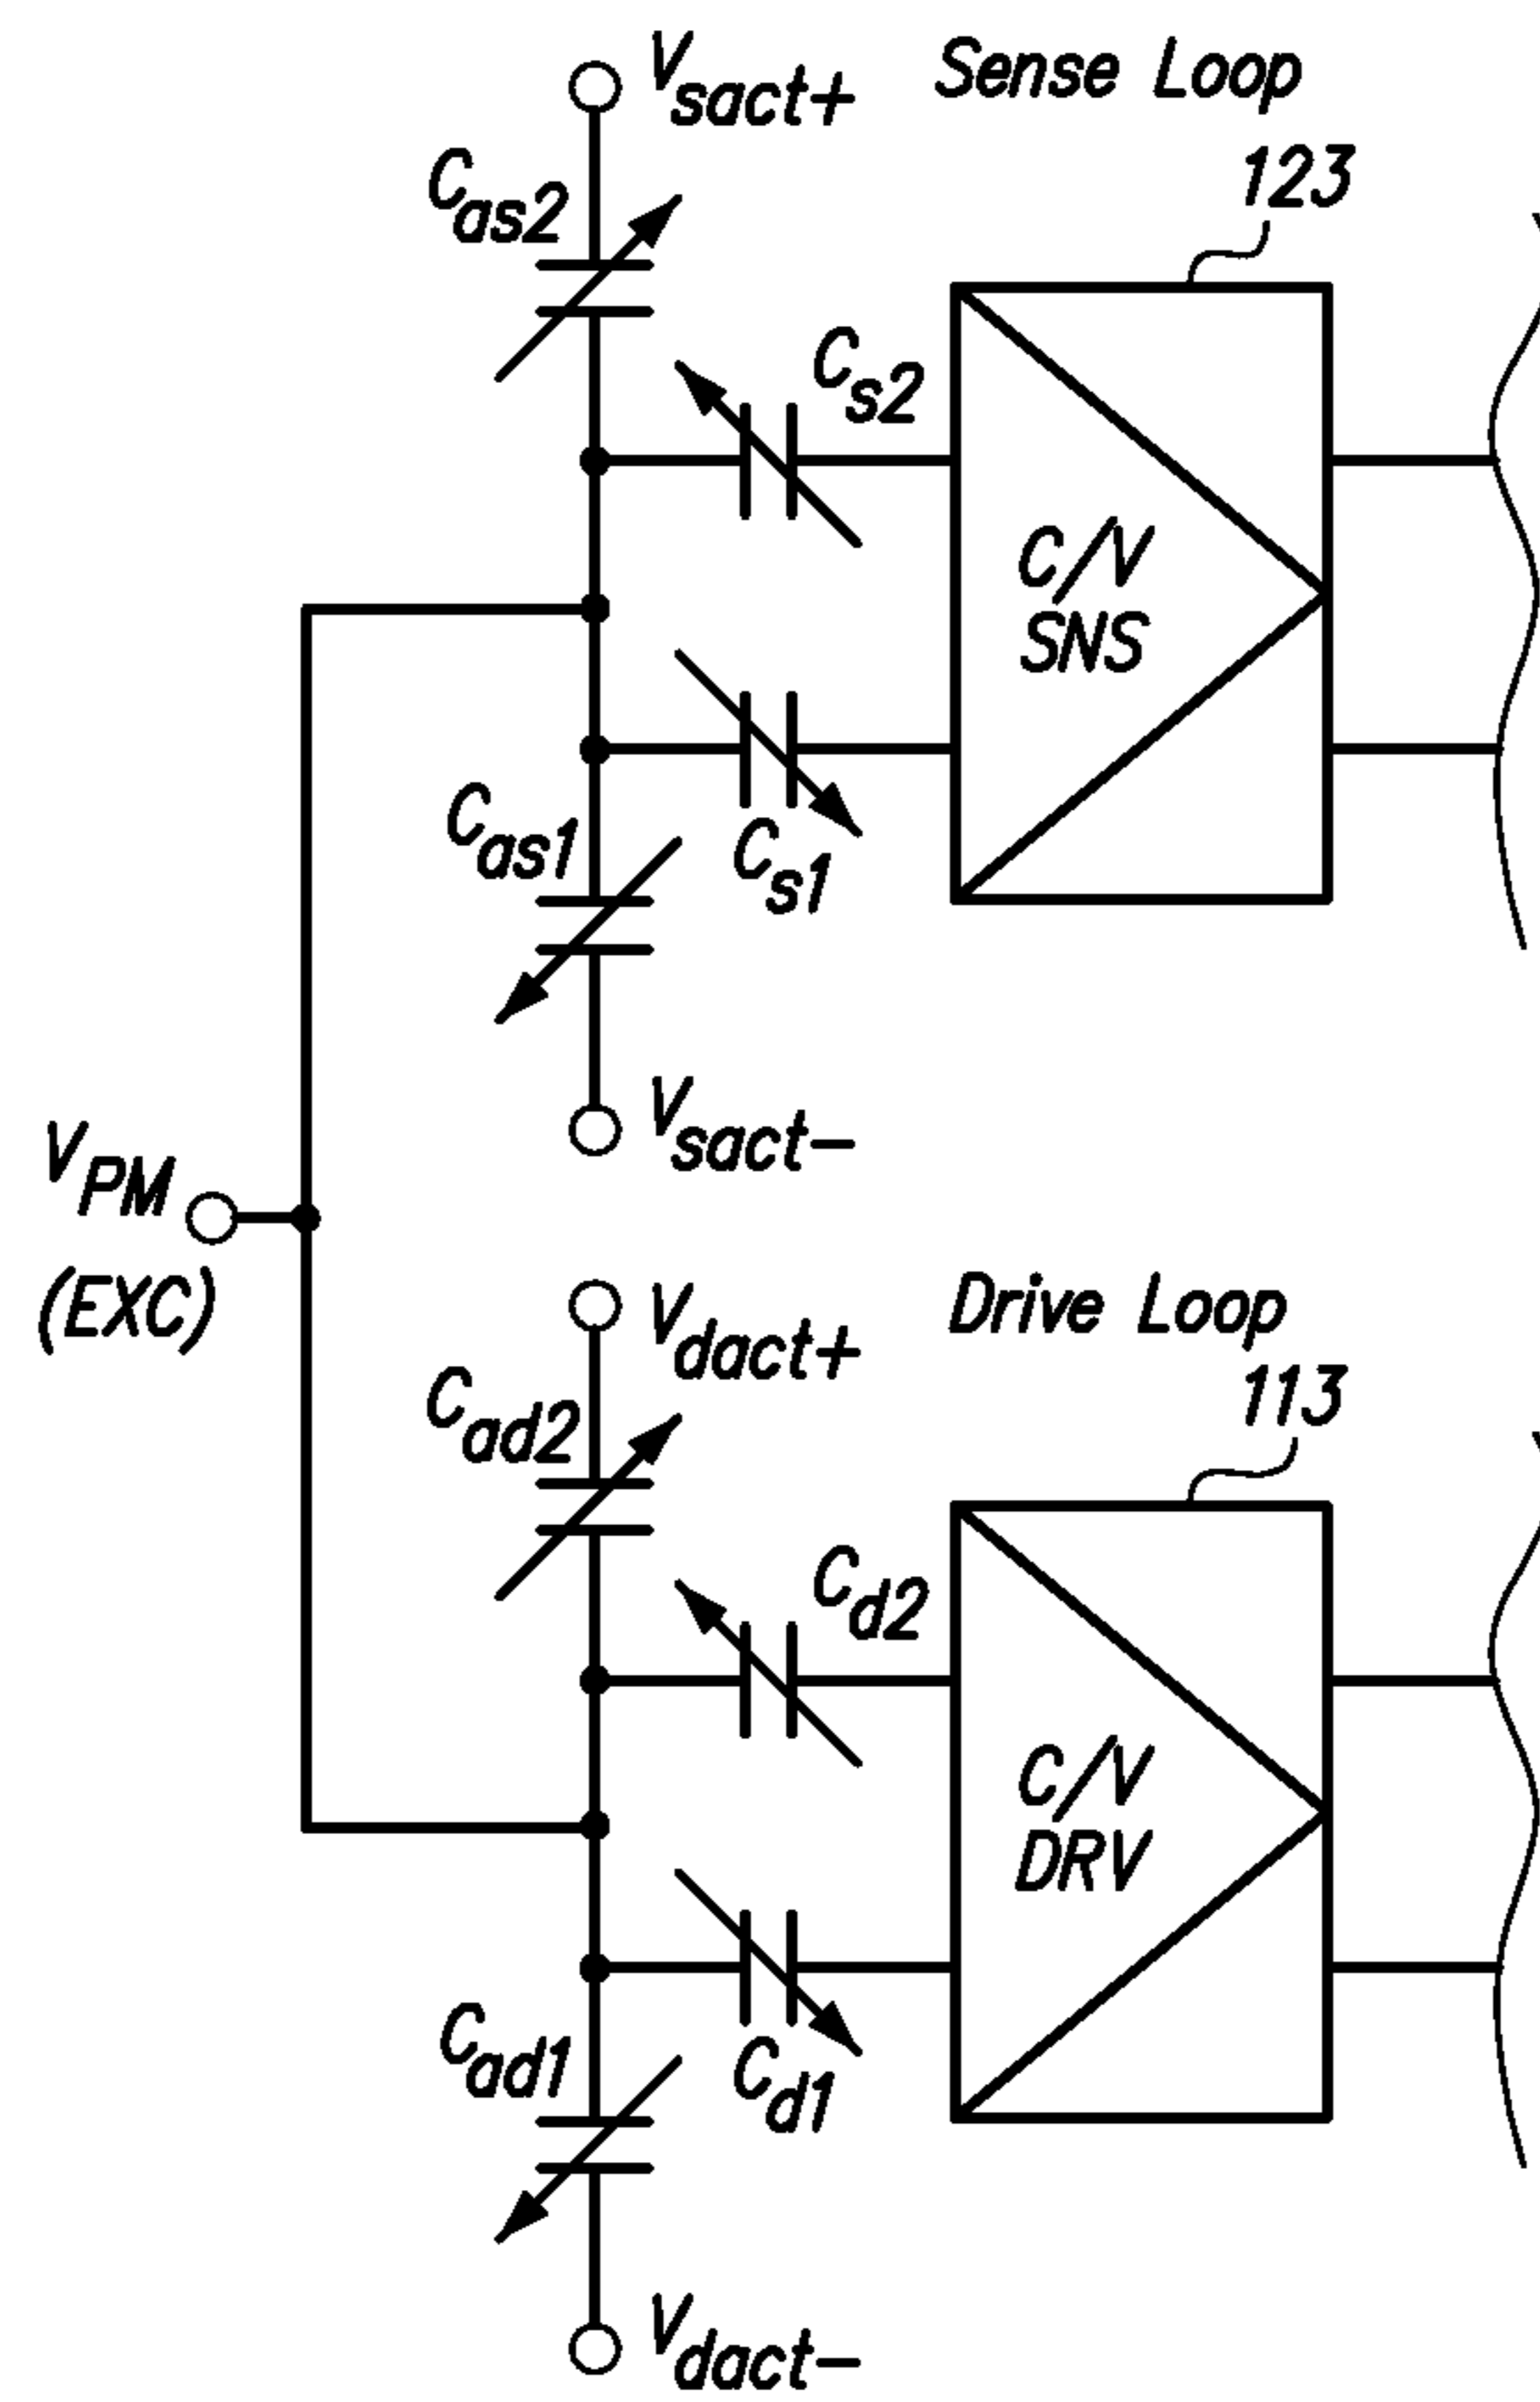 Vsact+
Sense Loop
123
Cas2
Cs2
C/V
SNS
Cas1
Cs1
Vsact-
VPM
(EXC)
Vdact+
Drive Loop
113
Cad2
Cd2
C/V
DRV
Cad1
Cd1
Vdact-